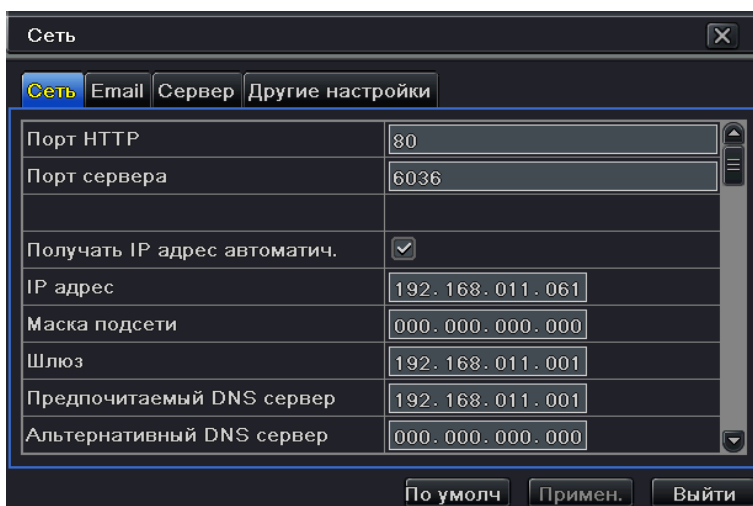 Сеть
Сеть Email Сервер Другие настройки
Порт HTTP 80
Порт сервера 6036
Получать IP адрес автоматич.
IP адрес 192.168.011.061
Маска подсети 000.000.000.000
Шлюз 192.168.011.001
Предпочитаемый DNS сервер 192.168.011.001
Альтернативный DNS сервер 000.000.000.000
По умолч Примен. Выйти